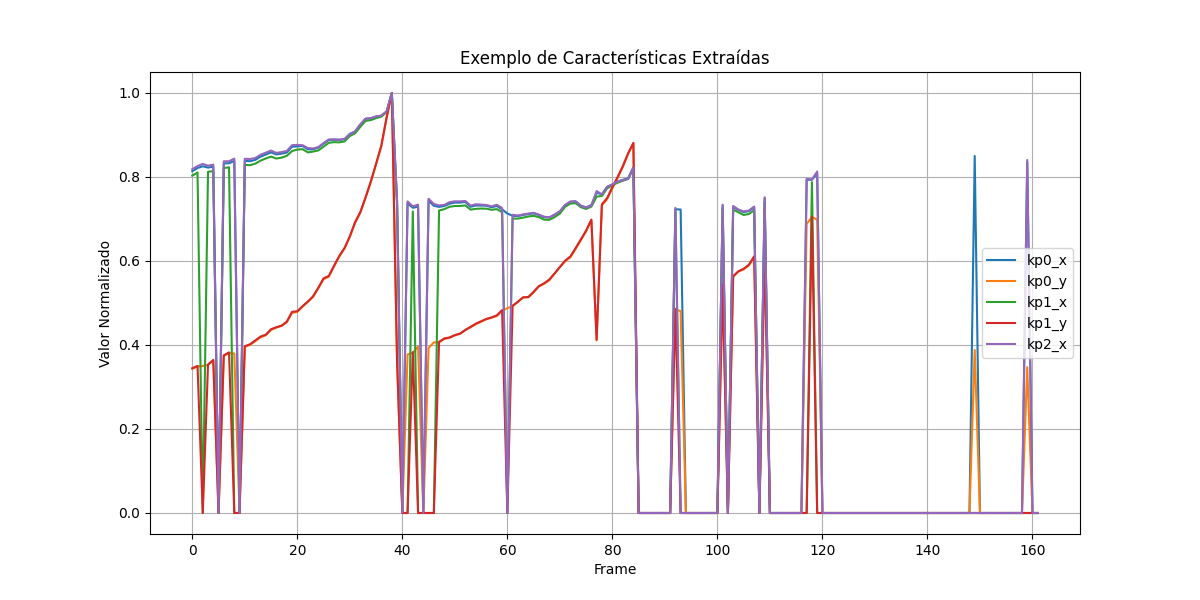 Exemplo de Características Extraídas
Valor Normalizado
1.0
0.8
0.6
0.4
0.2
0.0
kp0_x
kp0_y
kp1_x
kp1_y
kp2_x
0 20 40 60 80 100 120 140 160
Frame